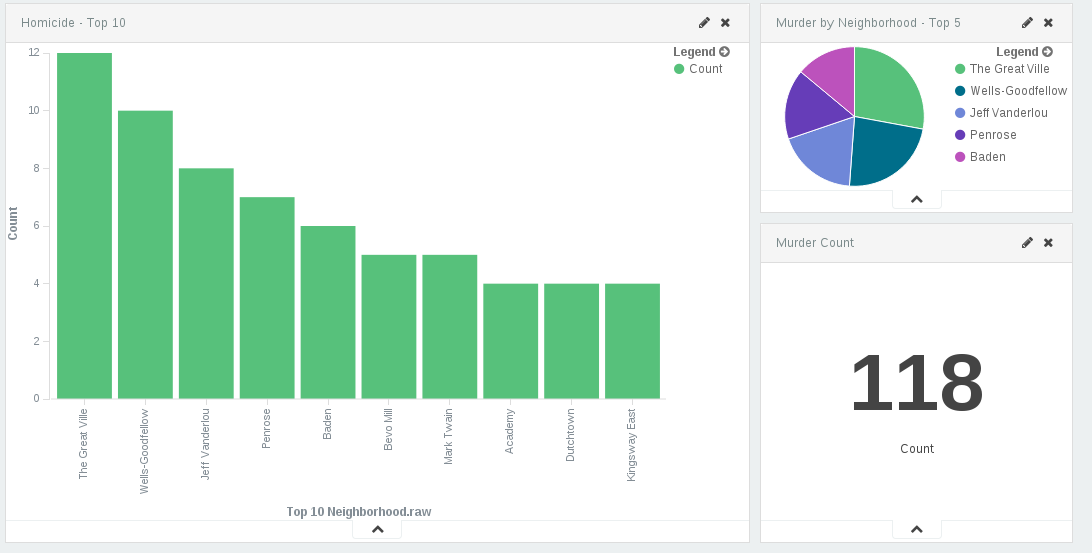 Homicide - Top 10
Legend
Count
12
10
8
6
4
2
0
Count
The Great Ville
Wells-Goodfellow
Jeff Vanderlou
Penrose
Baden
Bevo Mill
Mark Twain
Academy
Dutchtown
Kingsway East
Top 10 Neighborhood.raw
Murder by Neighborhood - Top 5
Legend
The Great Ville
Wells-Goodfellow
Jeff Vanderlou
Penrose
Baden
Murder Count
118
Count